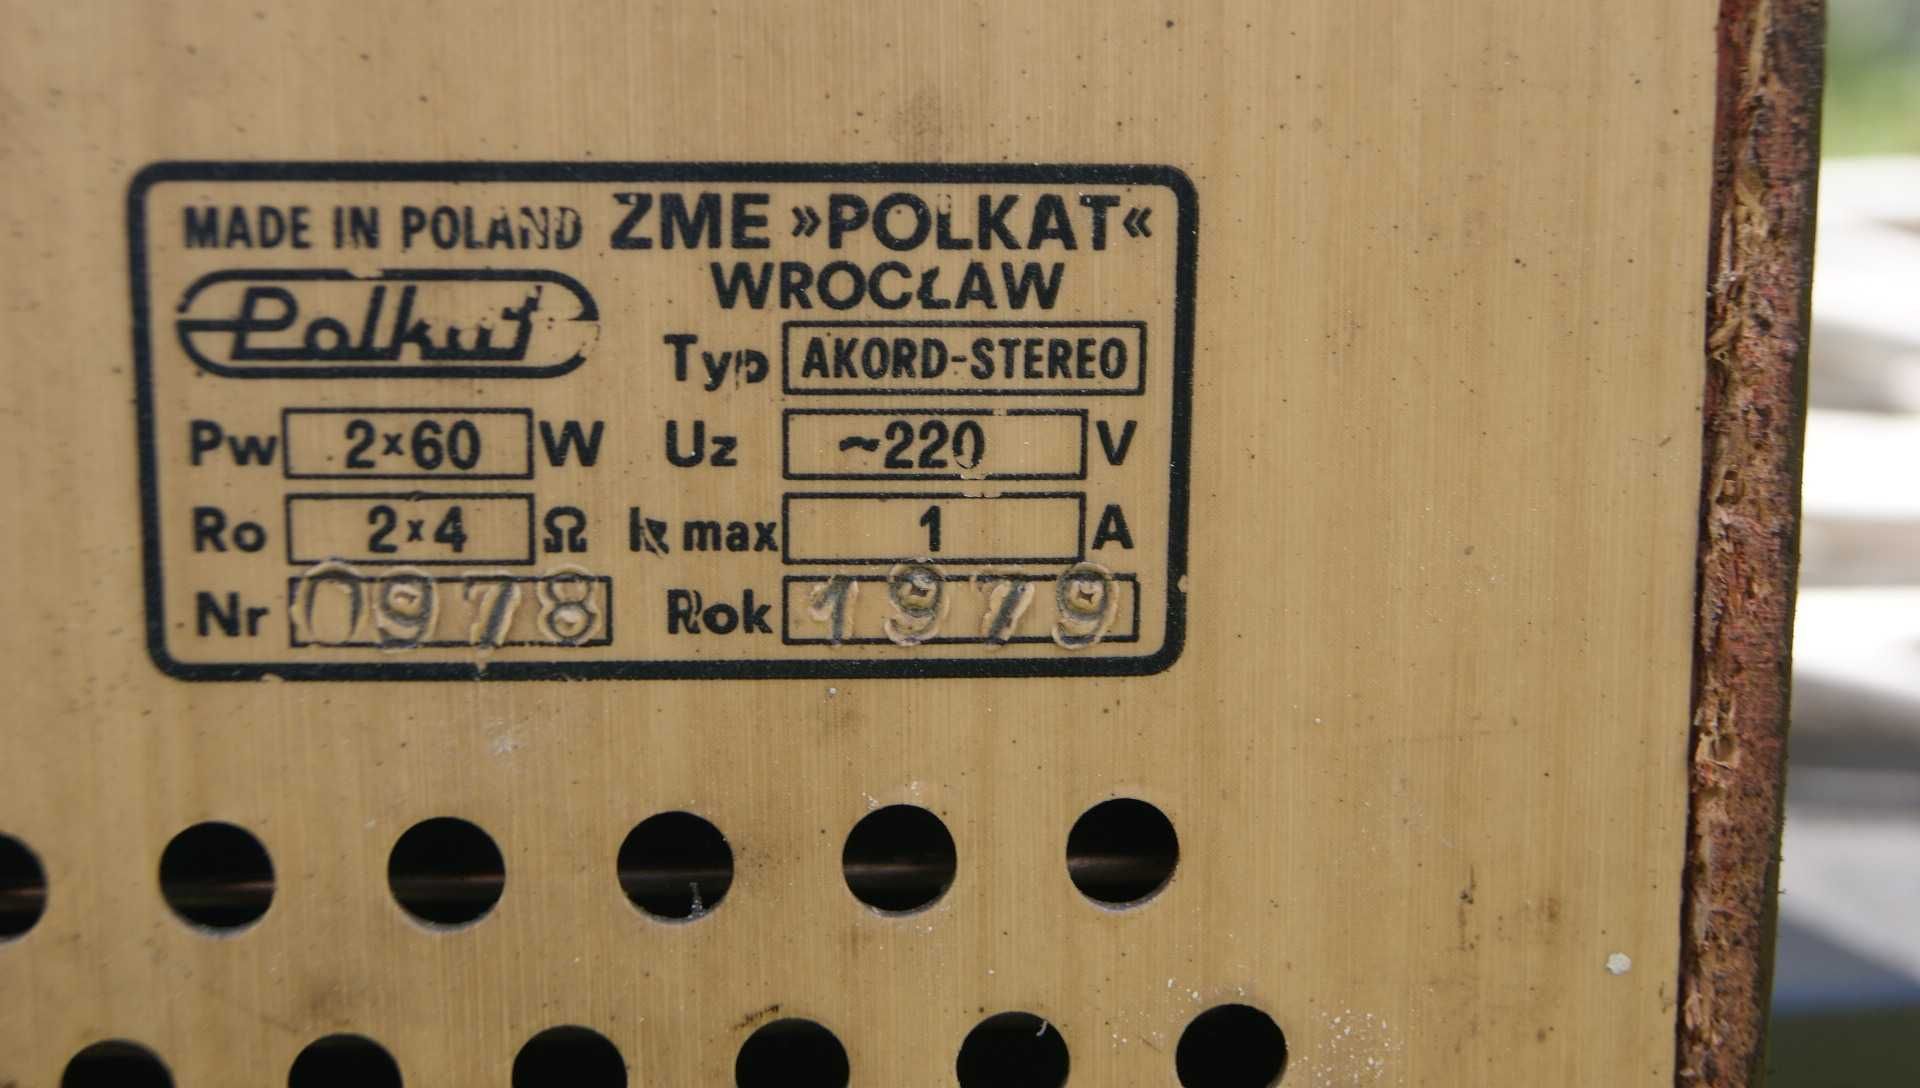 MADE IN POLAND ZME »POLKAT«
WROCŁAW
Polkat
Typ AKORD-STEREO
Pw 2×60 W Uz ~220 V
Ro 2×4 Ω Iz max 1 A
Nr 0978 Rok 1979